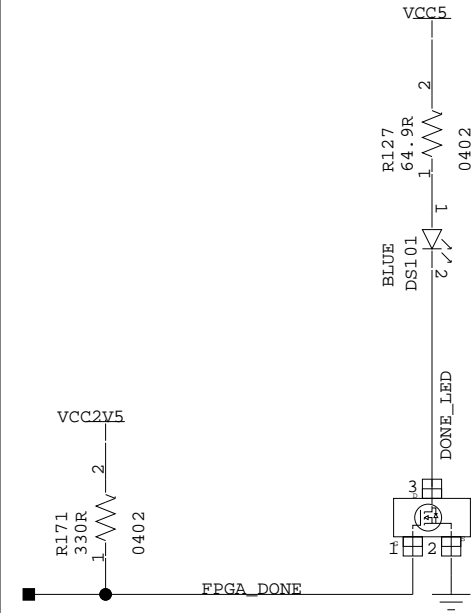 VCC5
2
R127
64.9R
0402
1
1
BLUE
DS101
2
DONE_LED
VCC2V5
2
R171
330R
0402
1
3
D
G
1
2
S
FPGA_DONE